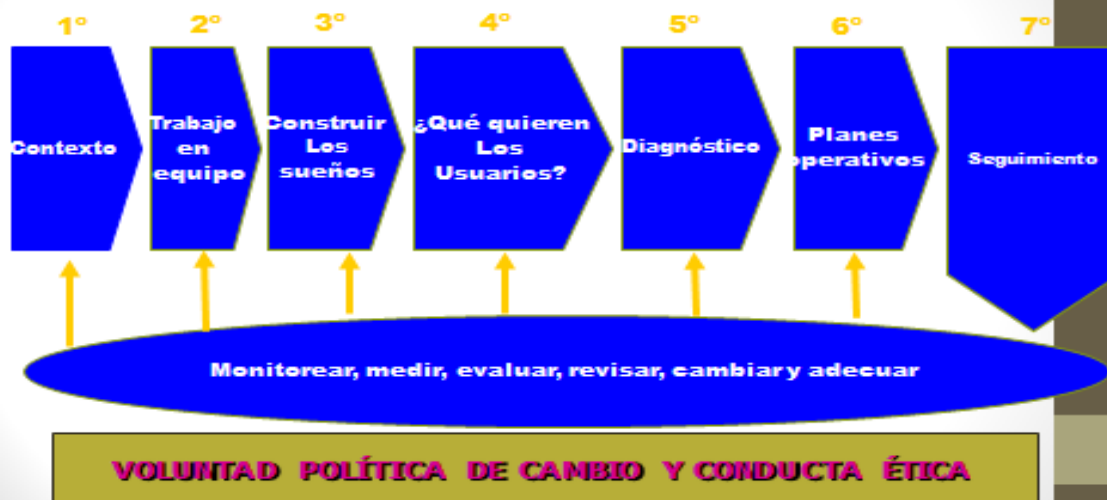 1°
2°
3°
4°
5°
6°
7°
Contexto
Trabajo
en
equipo
Construir
Los
sueños
¿Qué quieren
Los
Usuarios?
Diagnóstico
Planes
operativos
Seguimiento
Monitorear, medir, evaluar, revisar, cambiar y adecuar
VOLUNTAD POLÍTICA DE CAMBIO Y CONDUCTA ÉTICA